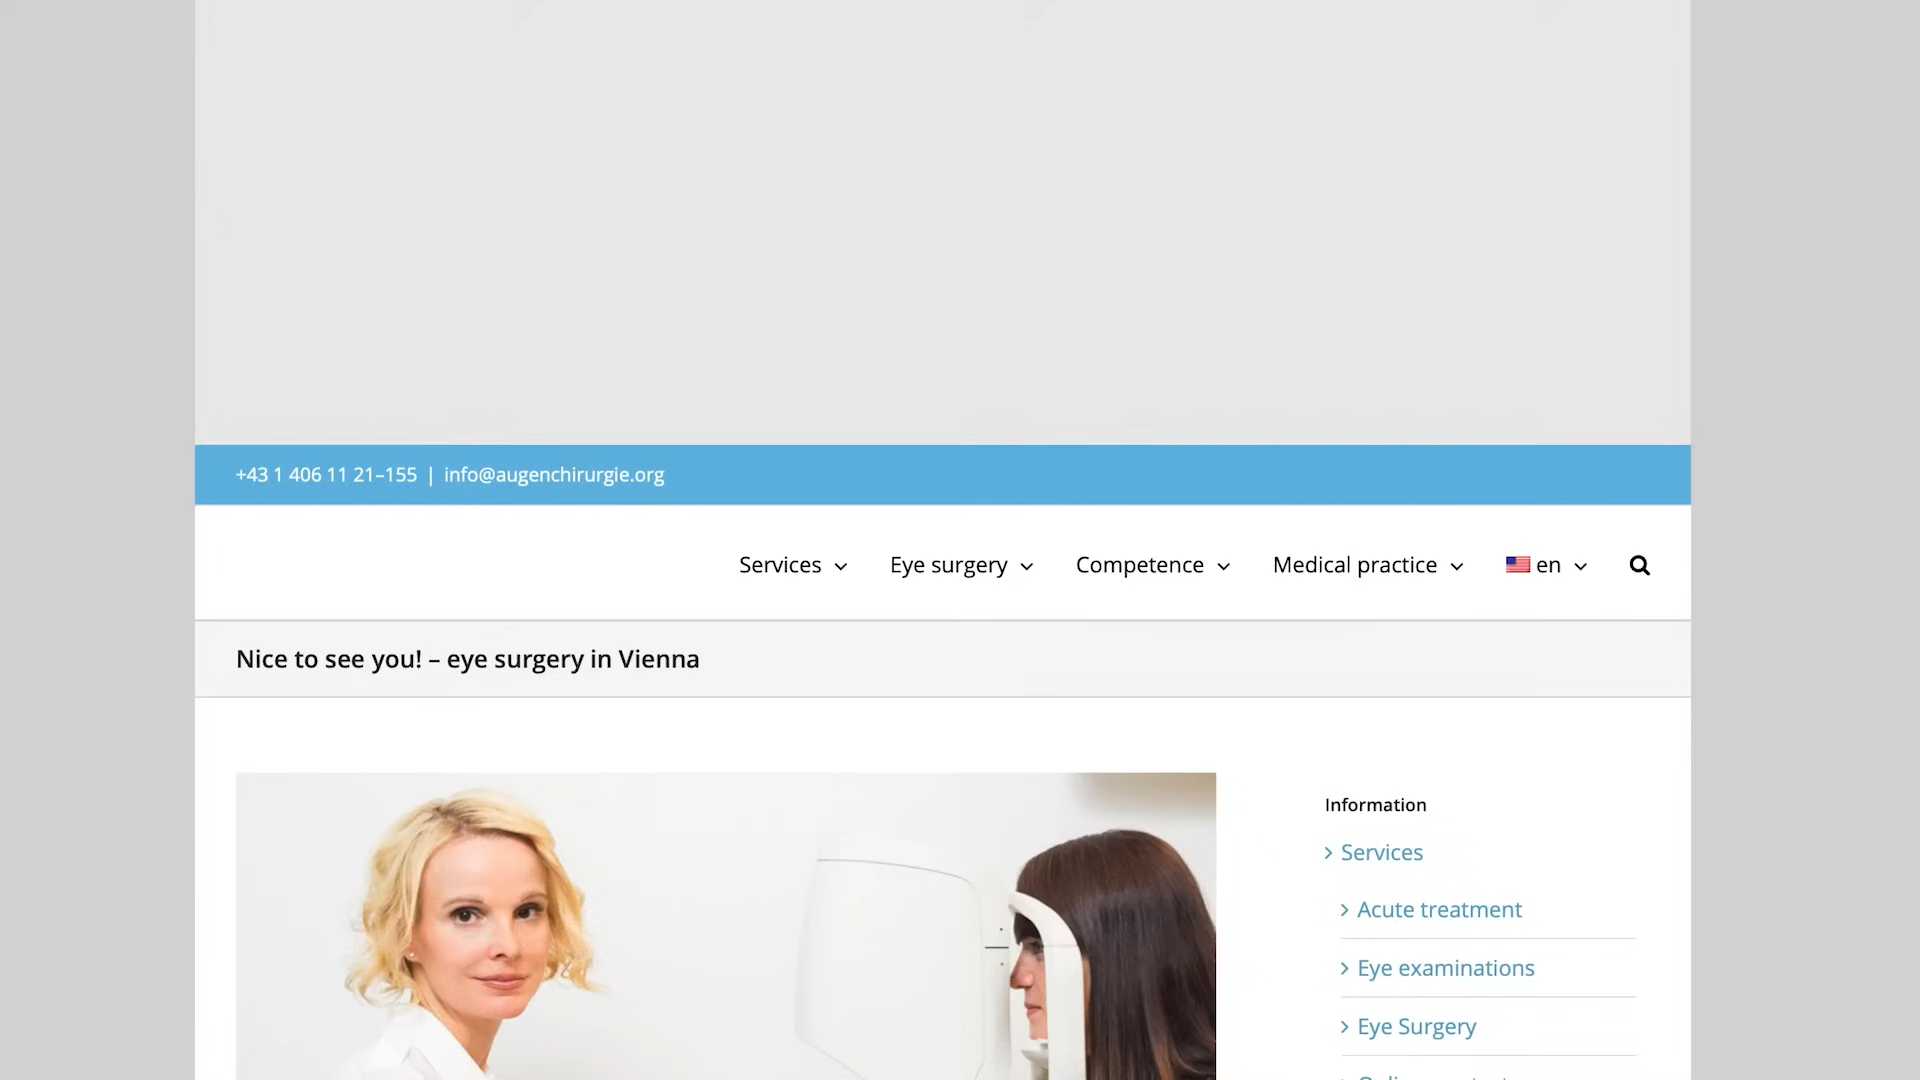 +43 1 406 11 21–155 | info@augenchirurgie.org
Services Eye surgery Competence Medical practice en
Nice to see you! – eye surgery in Vienna
Information
Services
Acute treatment
Eye examinations
Eye Surgery